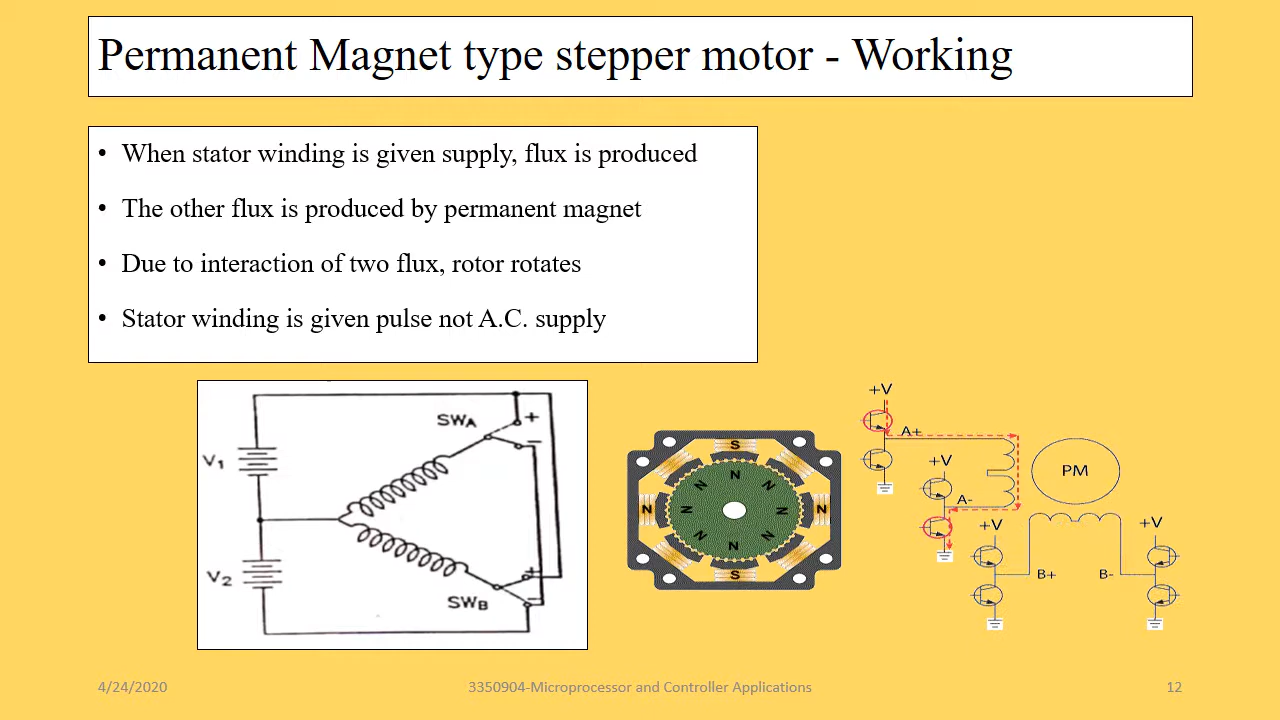 Permanent Magnet type stepper motor - Working
• When stator winding is given supply, flux is produced
• The other flux is produced by permanent magnet
• Due to interaction of two flux, rotor rotates
• Stator winding is given pulse not A.C. supply
SWA
+
−
V1
V2
+
−
SWB
S
N
N
N
N
N
N
N
N
N
N
S
+V
A+
+V
A-
PM
+V
+V
B+
B-
4/24/2020
3350904-Microprocessor and Controller Applications
12